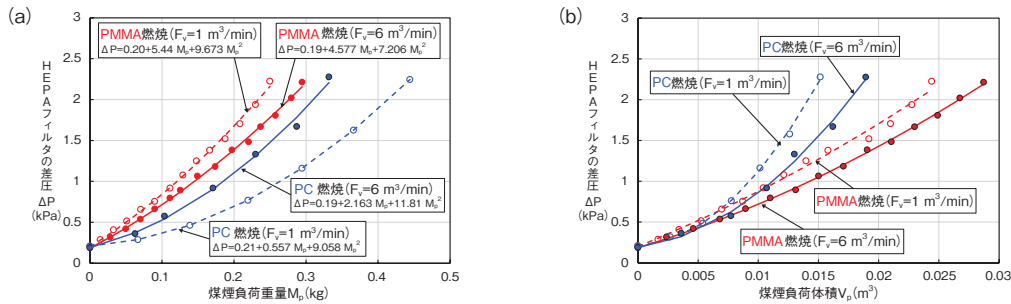 (a)
HEPAフィルタの差圧
ΔP
(kPa)
3
2.5
2
1.5
1
0.5
0
PMMA燃焼(Fv=1 m³/min)
ΔP=0.20+5.44 Mp+9.673 Mp²
PMMA燃焼(Fv=6 m³/min)
ΔP=0.19+4.577 Mp+7.206 Mp²
PC 燃焼(Fv=6 m³/min)
ΔP=0.19+2.163 Mp+11.81 Mp²
PC 燃焼(Fv=1 m³/min)
ΔP=0.21+0.557 Mp+9.058 Mp²
0 0.1 0.2 0.3 0.4 0.5
煤煙負荷重量Mp(kg)
(b)
HEPAフィルタの差圧
ΔP
(kPa)
3
2.5
2
1.5
1
0.5
0
PC燃焼(Fv=6 m³/min)
PC燃焼(Fv=1 m³/min)
PMMA燃焼(Fv=1 m³/min)
PMMA燃焼(Fv=6 m³/min)
0 0.005 0.01 0.015 0.02 0.025 0.03
煤煙負荷体積Vp(m³)